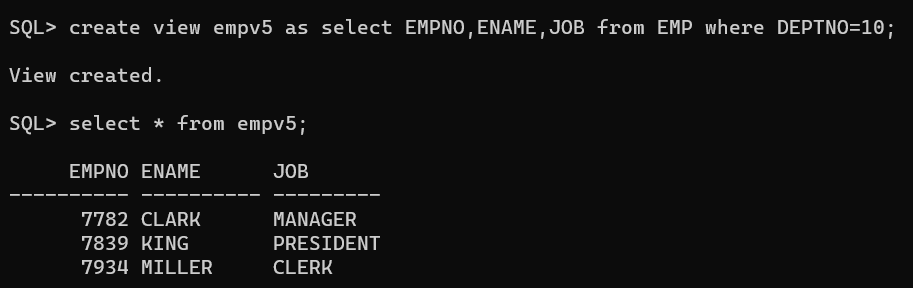 SQL> create view empv5 as select EMPNO,ENAME,JOB from EMP where DEPTNO=10;
View created.
SQL> select * from empv5;
     EMPNO ENAME      JOB
---------- ---------- ---------
      7782 CLARK      MANAGER
      7839 KING       PRESIDENT
      7934 MILLER     CLERK